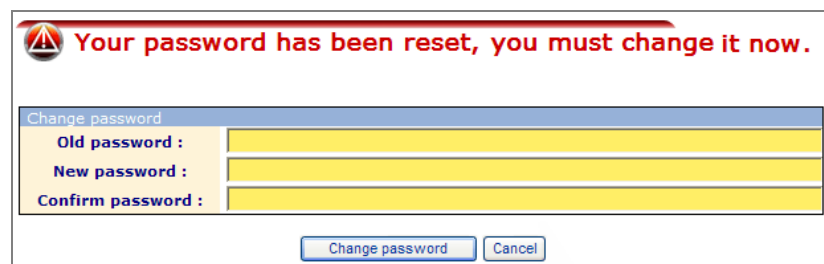 Your password has been reset, you must change it now.
Change password
Old password :
New password :
Confirm password :
Change password Cancel